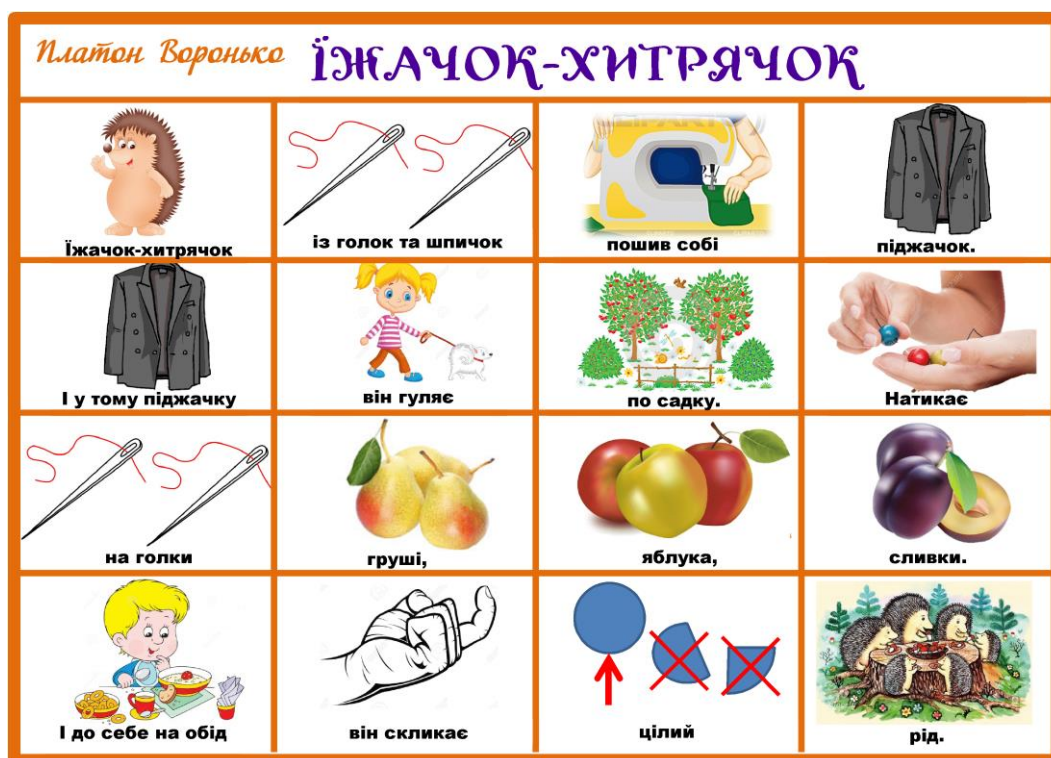 Платон Воронько ЇЖАЧОК-ХИТРЯЧОК
Їжачок-хитрячок
із голок та шпичок
пошив собі
піджачок.
І у тому піджачку
він гуляє
по садку.
Натикає
на голки
груші,
яблука,
сливки.
І до себе на обід
він скликає
цілий
рід.